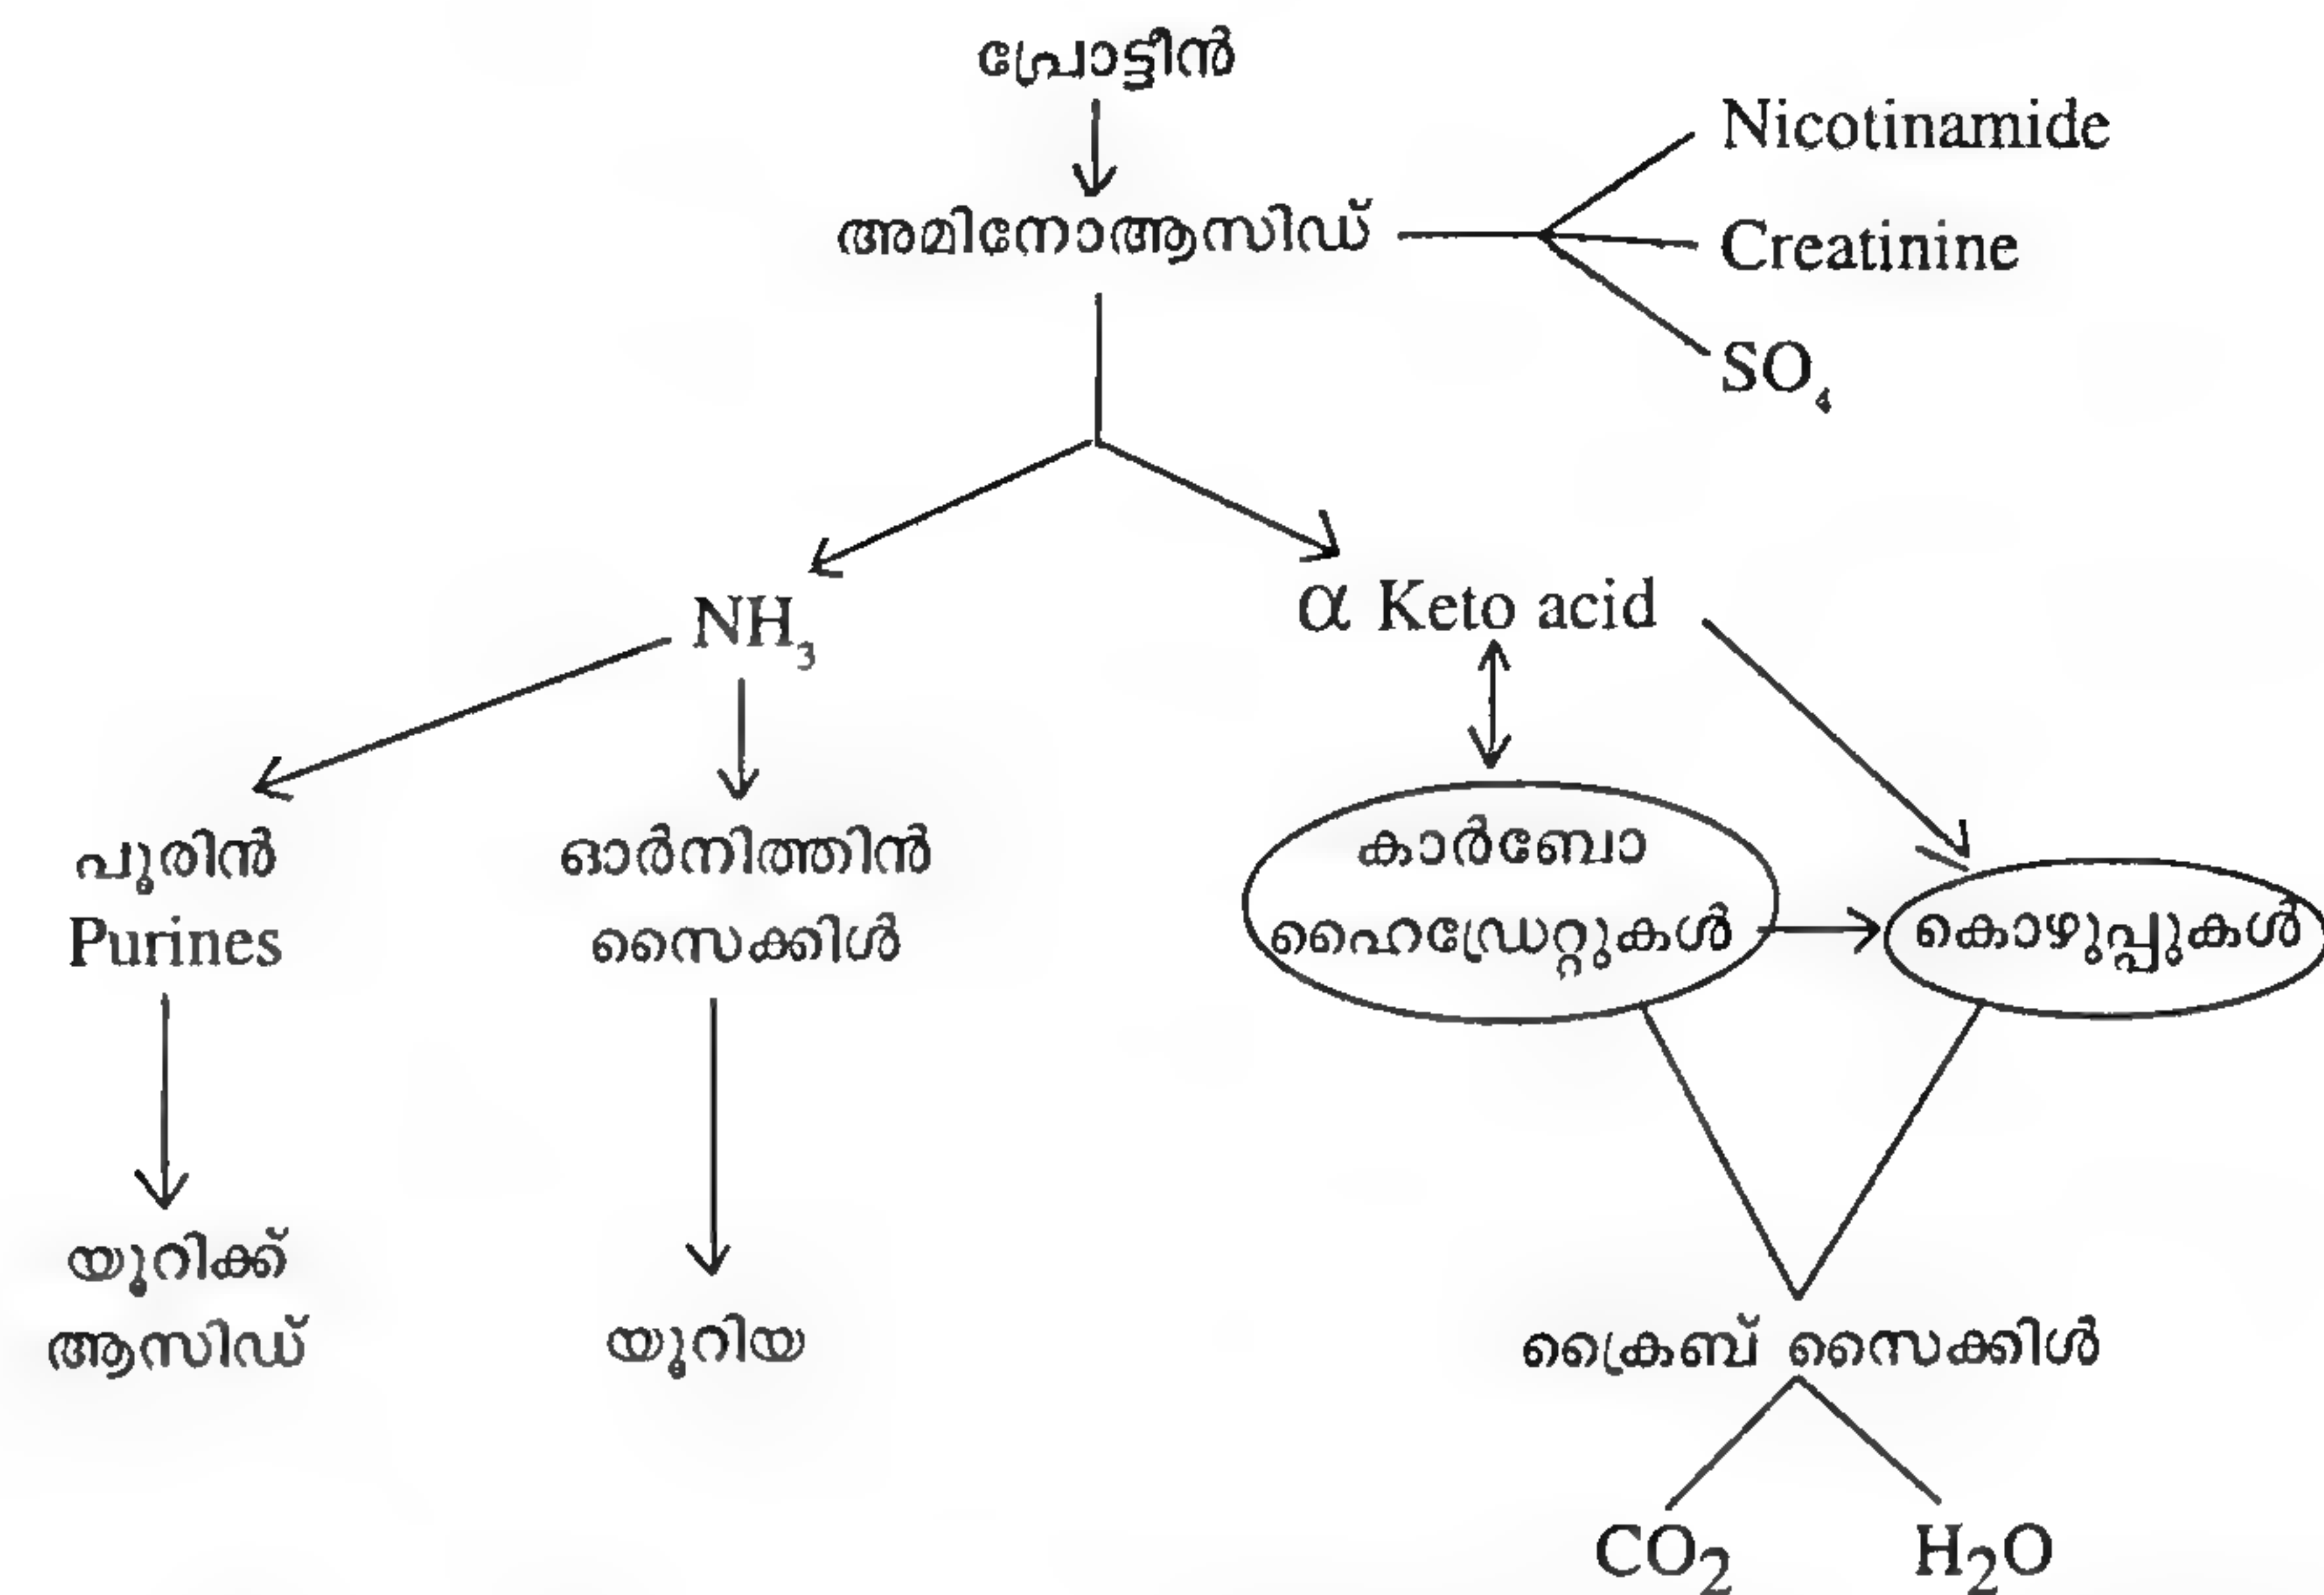 പ്രോട്ടീൻ
അമിനോആസിഡ്
Nicotinamide
Creatinine
SO₄
NH₃
α Keto acid
പൂരിൻ
Purines
ഓർനിത്തിൻ
സൈക്കിൾ
കാർബോ
ഹൈഡ്രേറ്റുകൾ
കൊഴുപ്പുകൾ
യൂറിക്ക്
ആസിഡ്
യൂറിയ
ക്രൈബ് സൈക്കിൾ
CO₂
H₂O